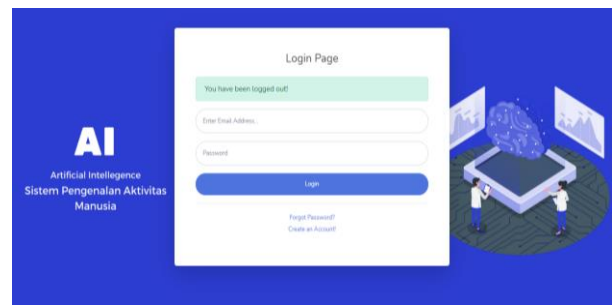 AI
Artificial Intellegence
Sistem Pengenalan Aktivitas
Manusia
Login Page
You have been logged out!
Enter Email Address...
Password
Login
Forgot Password?
Create an Account!